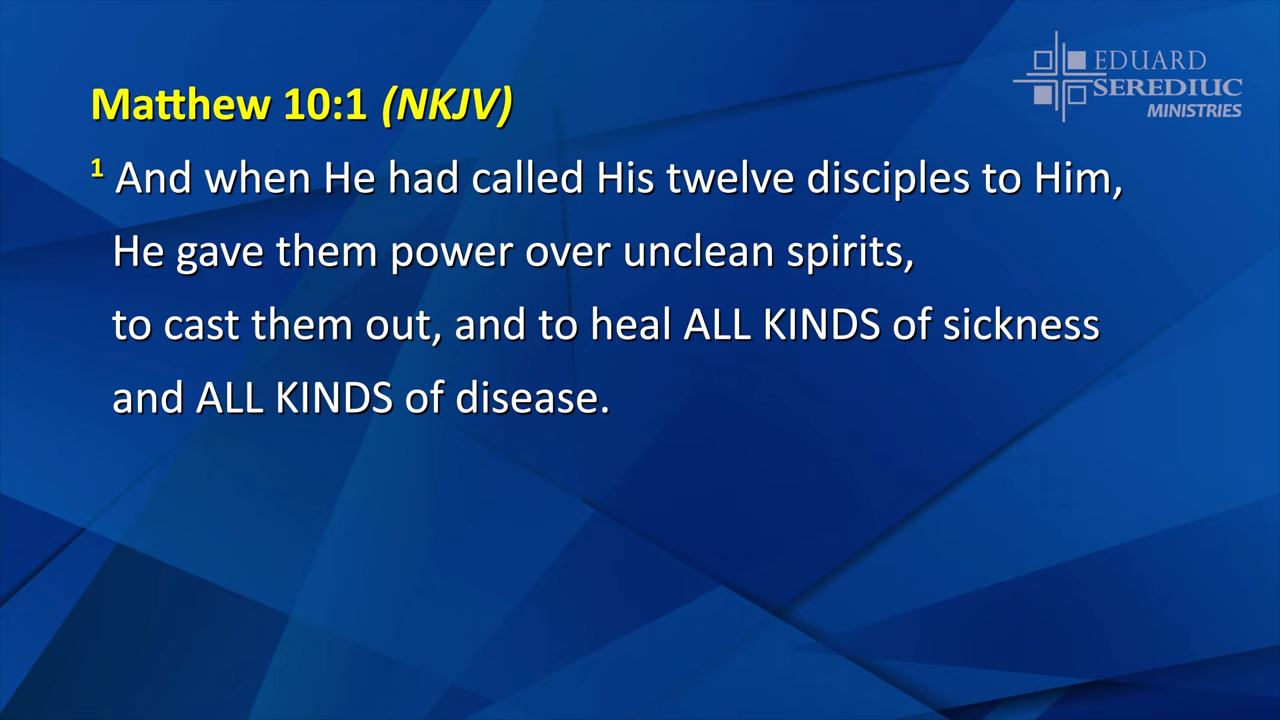 EDUARD
SEREDIUC
MINISTRIES
Matthew 10:1 (NKJV)
1 And when He had called His twelve disciples to Him,
He gave them power over unclean spirits,
to cast them out, and to heal ALL KINDS of sickness
and ALL KINDS of disease.